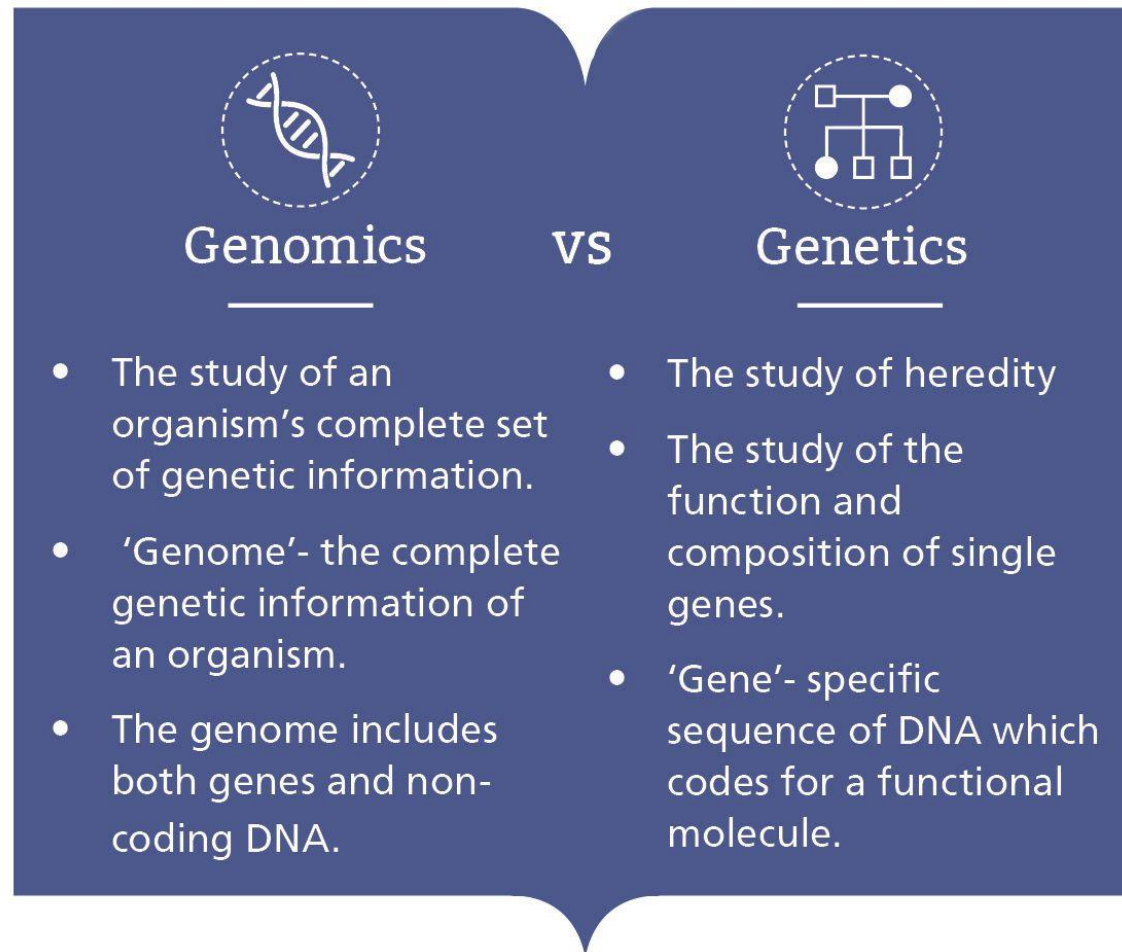 Genomics vs Genetics
• The study of an
organism’s complete set
of genetic information.
• ‘Genome’- the complete
genetic information of
an organism.
• The genome includes
both genes and non-
coding DNA.
• The study of heredity
• The study of the
function and
composition of single
genes.
• ‘Gene’- specific
sequence of DNA which
codes for a functional
molecule.